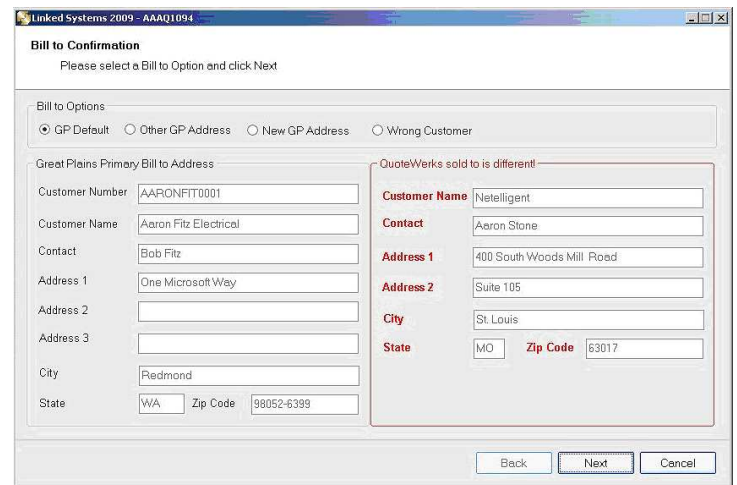 Linked Systems 2009 - AAAQ1094
Bill to Confirmation
Please select a Bill to Option and click Next
Bill to Options
GP Default Other GP Address New GP Address Wrong Customer
Great Plains Primary Bill to Address
Customer Number AARONFIT0001
Customer Name Aaron Fitz Electrical
Contact Bob Fitz
Address 1 One Microsoft Way
Address 2
Address 3
City Redmond
State WA Zip Code 98052-6399
QuoteWerks sold to is different!
Customer Name Netelligent
Contact Aaron Stone
Address 1 400 South Woods Mill Road
Address 2 Suite 105
City St. Louis
State MO Zip Code 63017
Back Next Cancel